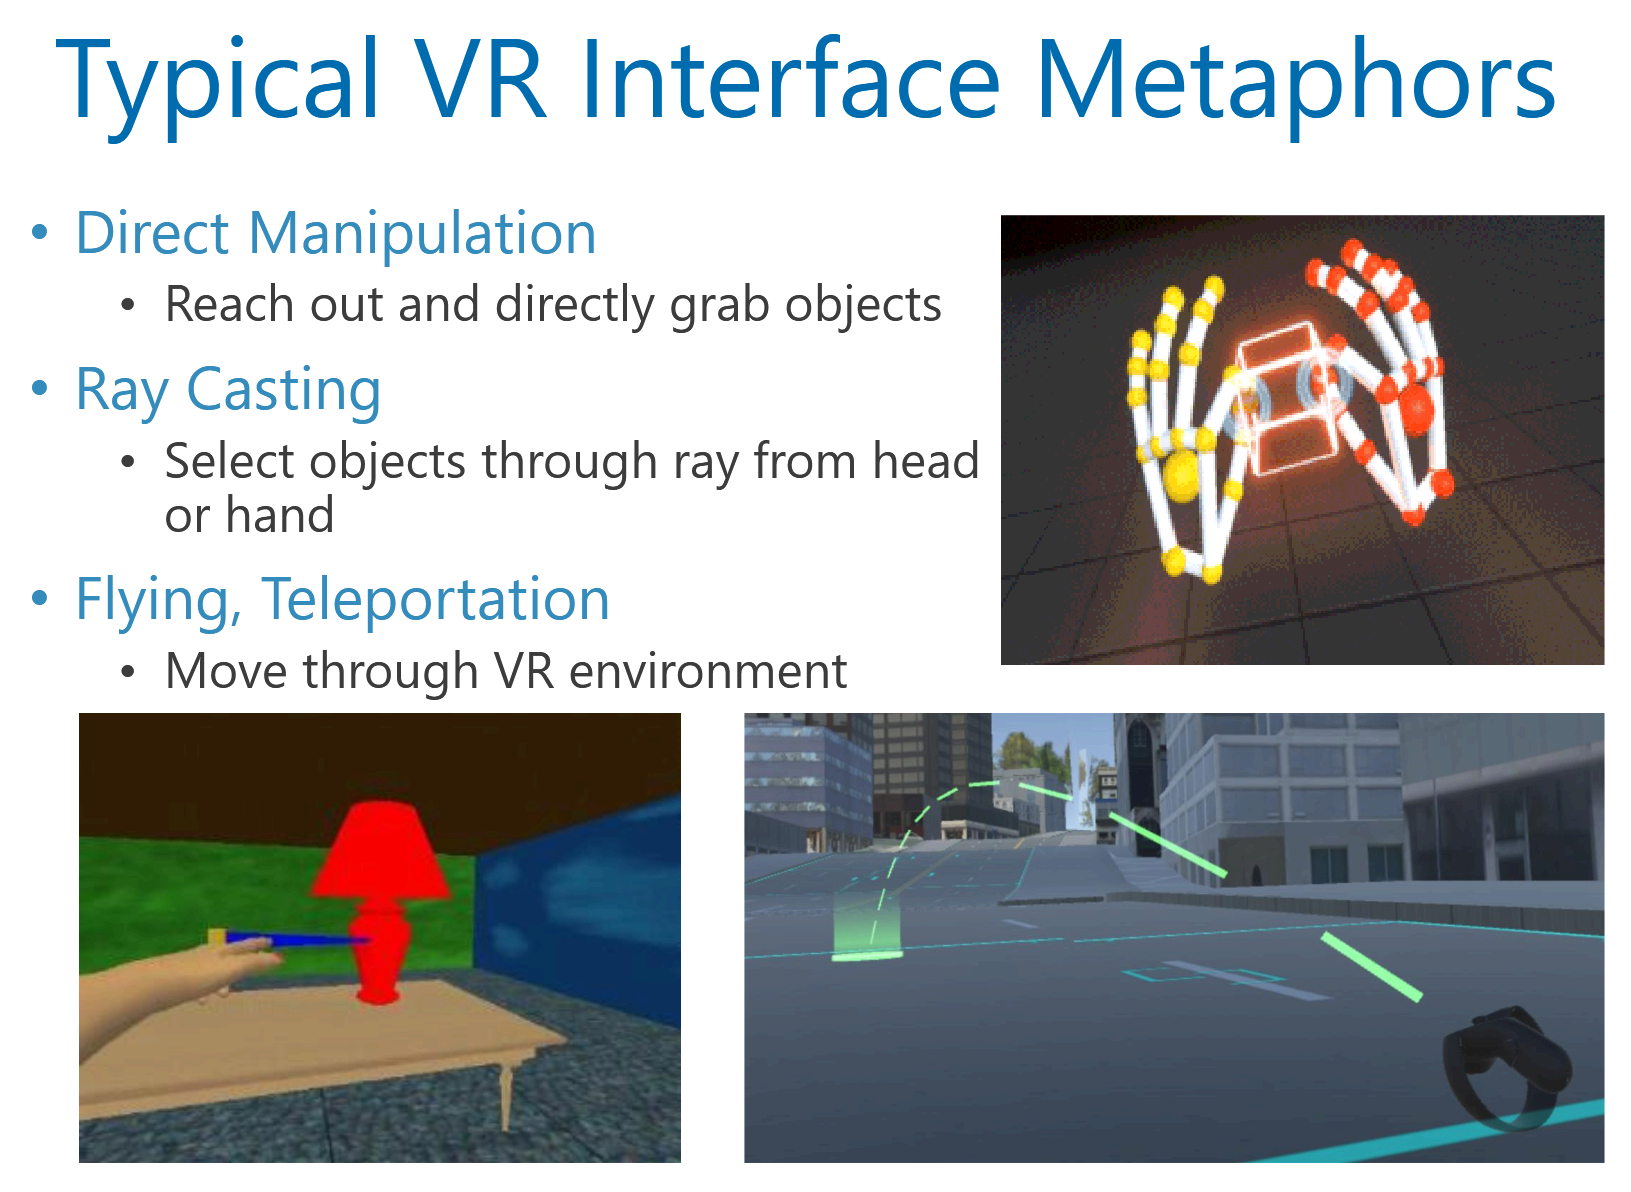 Typical VR Interface Metaphors
• Direct Manipulation
• Reach out and directly grab objects
• Ray Casting
• Select objects through ray from head
or hand
• Flying, Teleportation
• Move through VR environment